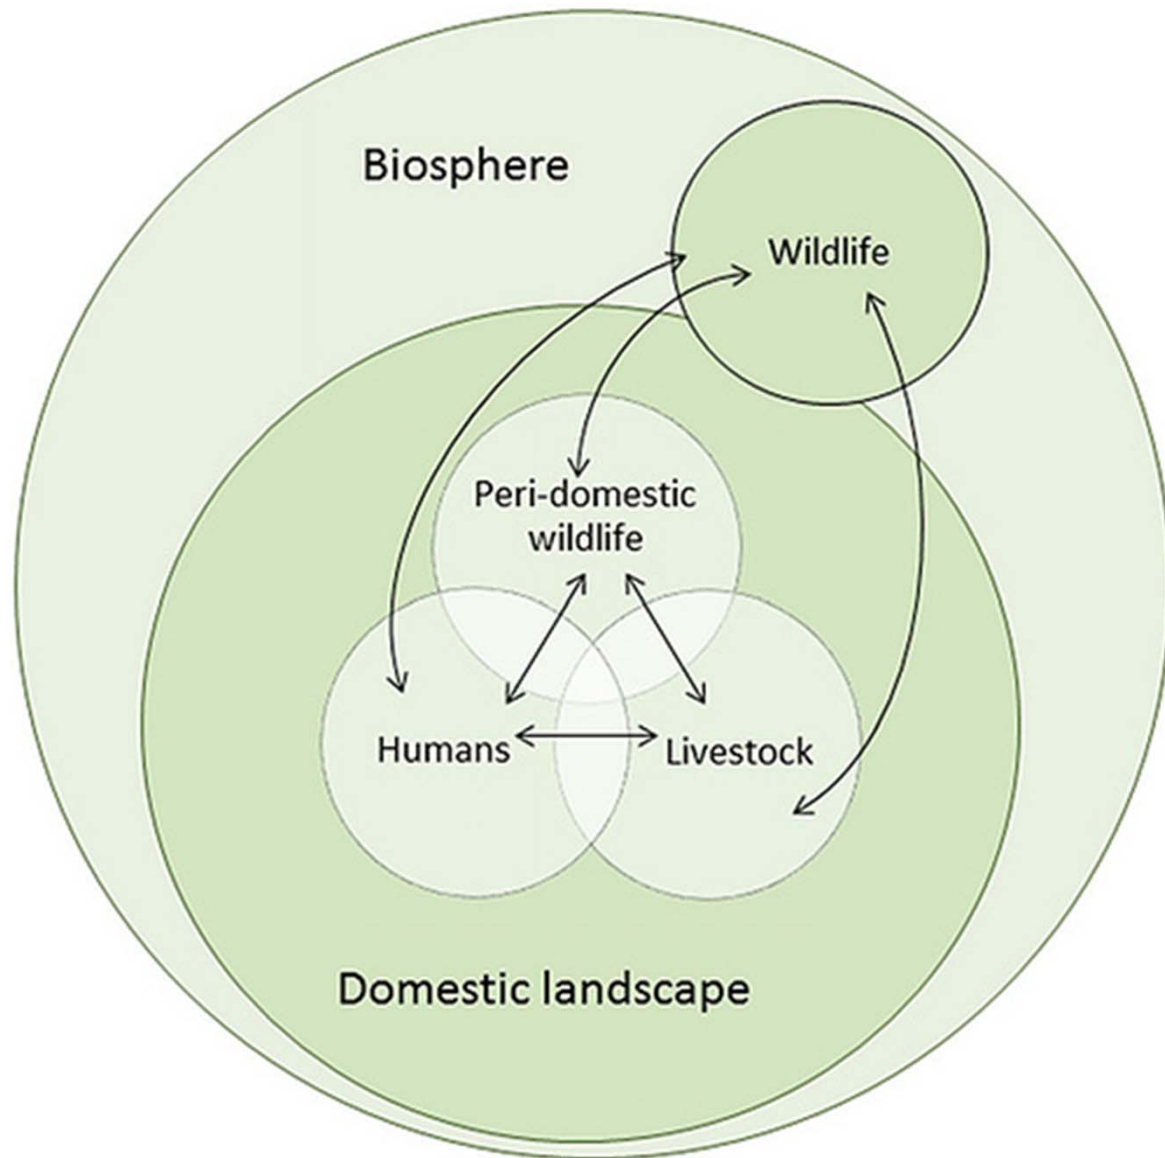 Biosphere
Wildlife
Peri-domestic
wildlife
Humans
Livestock
Domestic landscape